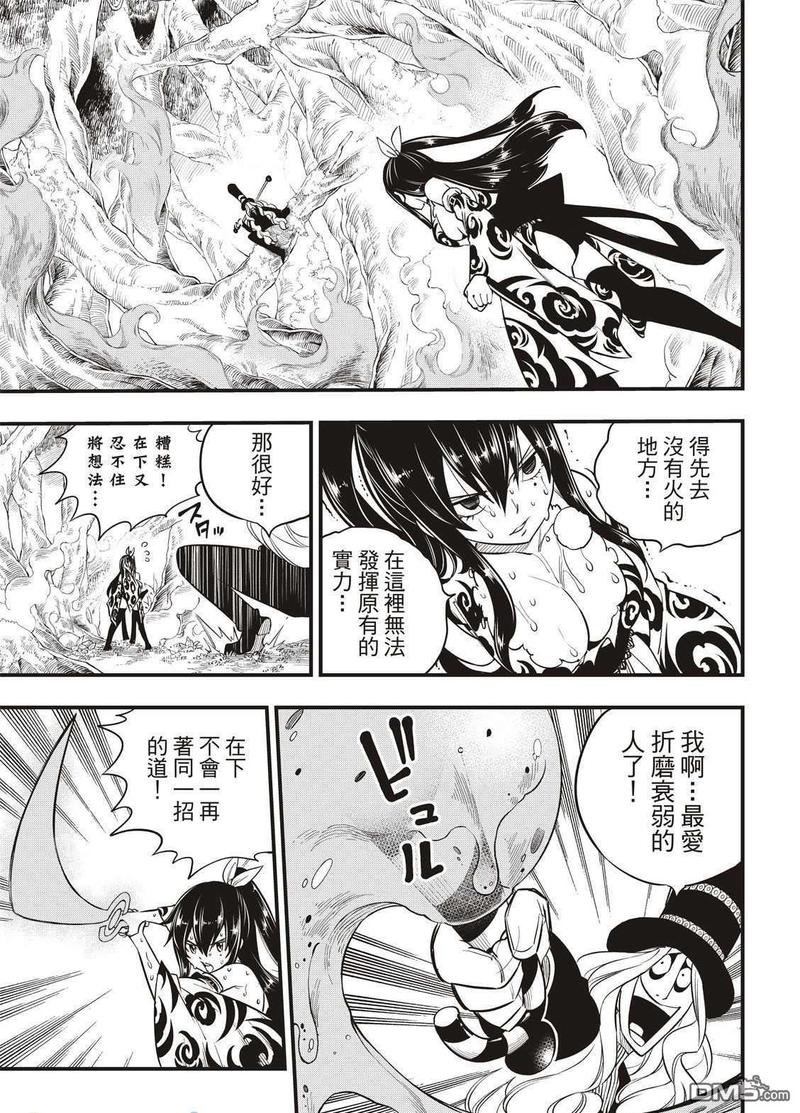 得先去
沒有火的
地方…
在這裡無法
發揮原有的
實力…
那很好…
スタッ
糟糕！
在下又
忍不住
將想法…
我啊…最愛
折磨衰弱的
人了！
ビュル
在下
不會一再
著同一招
的道！
DM5.com